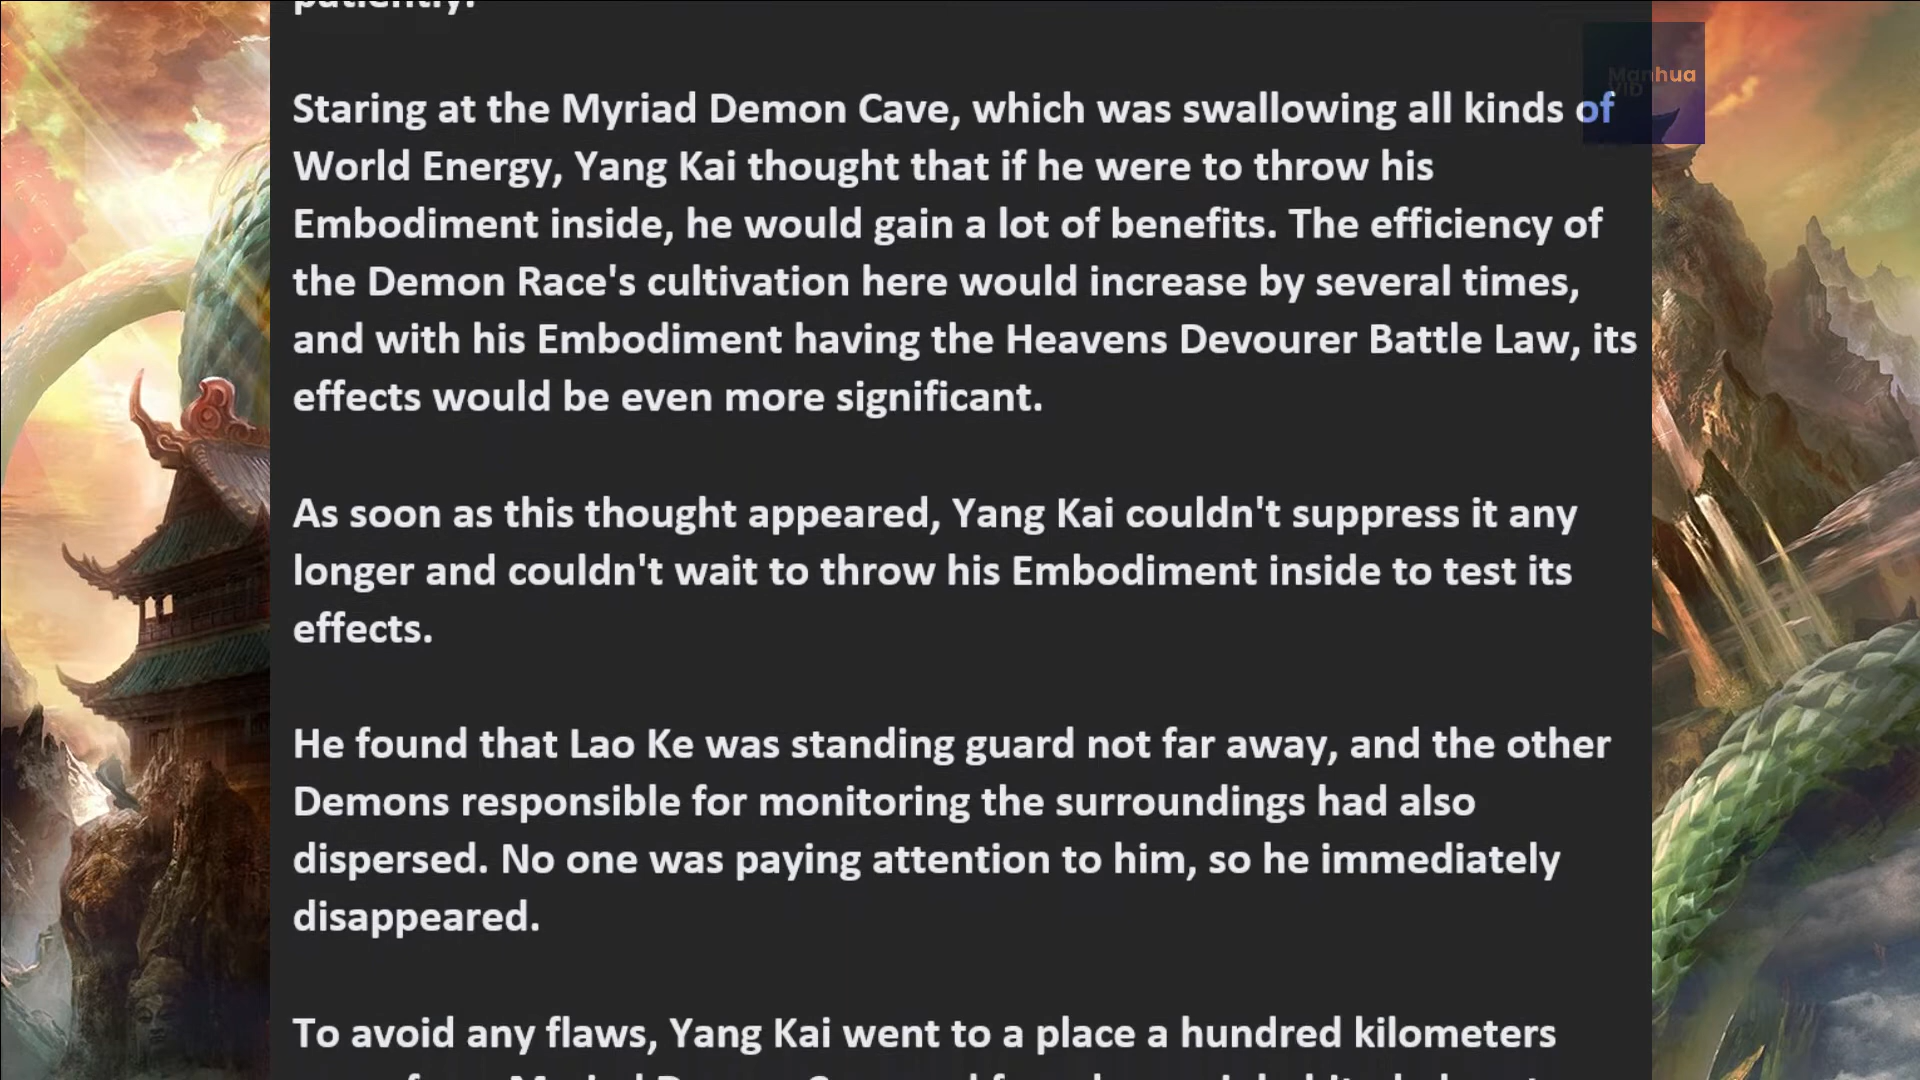 patiently.
Manhua
VID
Staring at the Myriad Demon Cave, which was swallowing all kinds of
World Energy, Yang Kai thought that if he were to throw his
Embodiment inside, he would gain a lot of benefits. The efficiency of
the Demon Race's cultivation here would increase by several times,
and with his Embodiment having the Heavens Devourer Battle Law, its
effects would be even more significant.
As soon as this thought appeared, Yang Kai couldn't suppress it any
longer and couldn't wait to throw his Embodiment inside to test its
effects.
He found that Lao Ke was standing guard not far away, and the other
Demons responsible for monitoring the surroundings had also
dispersed. No one was paying attention to him, so he immediately
disappeared.
To avoid any flaws, Yang Kai went to a place a hundred kilometers